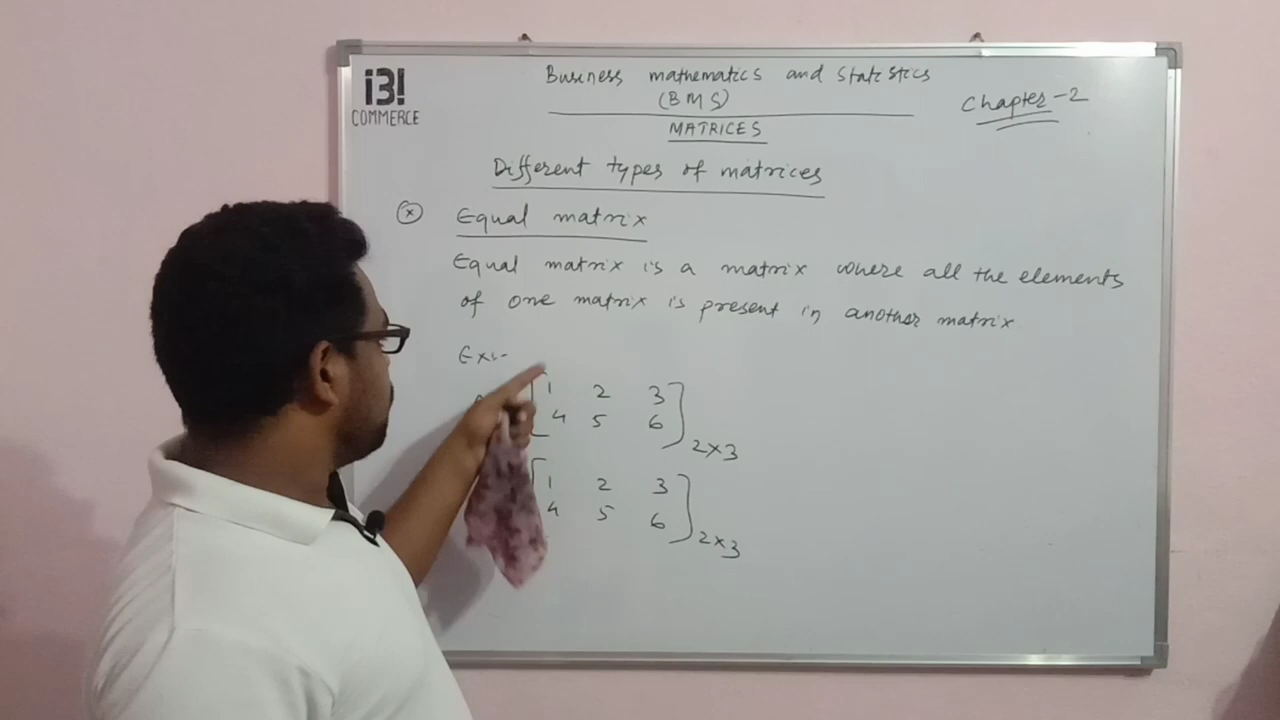 i3!
COMMERCE
Business mathematics and statistics
(BMS)
Chapter-2
MATRICES
Different types of matrices
(x) Equal matrix
Equal matrix is a matrix where all the elements
of one matrix is present in another matrix
Ex:-
[1 2 3]
[4 5 6] 2×3
[1 2 3]
[4 5 6] 2×3